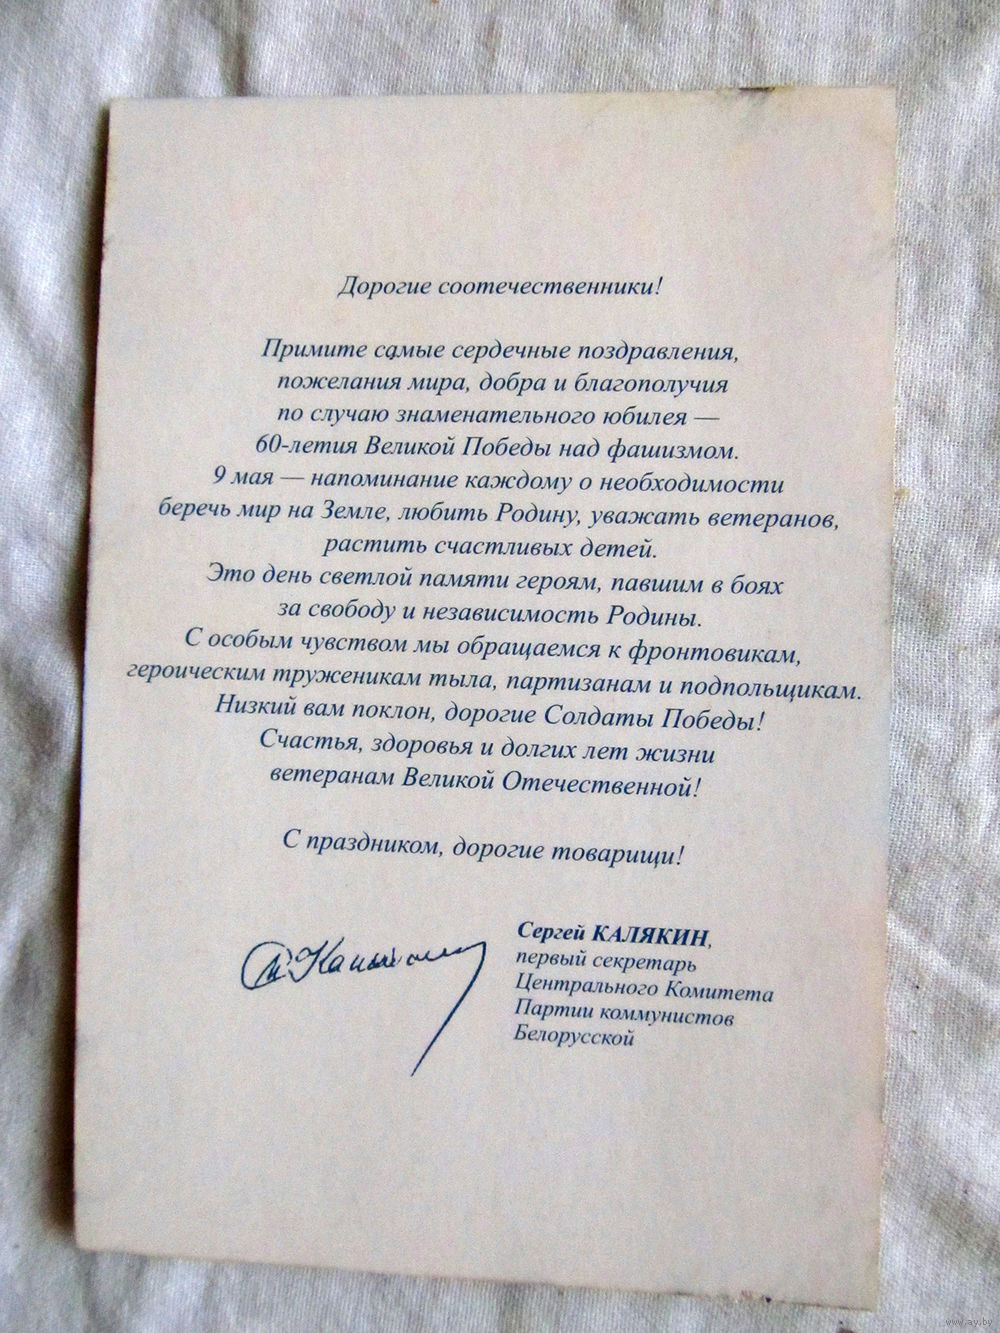 Дорогие соотечественники!
Примите самые сердечные поздравления,
пожелания мира, добра и благополучия
по случаю знаменательного юбилея —
60-летия Великой Победы над фашизмом.
9 мая — напоминание каждому о необходимости
беречь мир на Земле, любить Родину, уважать ветеранов,
растить счастливых детей.
Это день светлой памяти героям, павшим в боях
за свободу и независимость Родины.
С особым чувством мы обращаемся к фронтовикам,
героическим труженикам тыла, партизанам и подпольщикам.
Низкий вам поклон, дорогие Солдаты Победы!
Счастья, здоровья и долгих лет жизни
ветеранам Великой Отечественной!
С праздником, дорогие товарищи!
Сергей КАЛЯКИН,
первый секретарь
Центрального Комитета
Партии коммунистов
Белорусской
www.ay.by